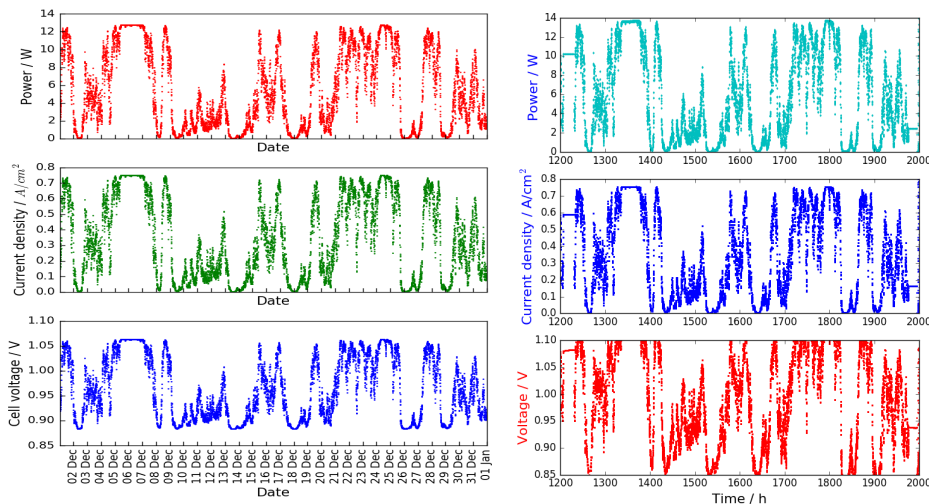 Power / W
14
12
10
8
6
4
2
0
Date
Current density / A/cm²
0.8
0.7
0.6
0.5
0.4
0.3
0.2
0.1
0.0
Date
Cell voltage / V
1.10
1.05
1.00
0.95
0.90
0.85
02 Dec
03 Dec
04 Dec
05 Dec
06 Dec
07 Dec
08 Dec
09 Dec
10 Dec
11 Dec
12 Dec
13 Dec
14 Dec
15 Dec
16 Dec
17 Dec
18 Dec
19 Dec
20 Dec
21 Dec
22 Dec
23 Dec
24 Dec
25 Dec
26 Dec
27 Dec
28 Dec
29 Dec
30 Dec
31 Dec
01 Jan
Date
Power / W
14
12
10
8
6
4
2
0
1200 1300 1400 1500 1600 1700 1800 1900 2000
Current density / A/cm²
0.8
0.7
0.6
0.5
0.4
0.3
0.2
0.1
0.0
1200 1300 1400 1500 1600 1700 1800 1900 2000
Voltage / V
1.10
1.05
1.00
0.95
0.90
0.85
1200 1300 1400 1500 1600 1700 1800 1900 2000
Time / h